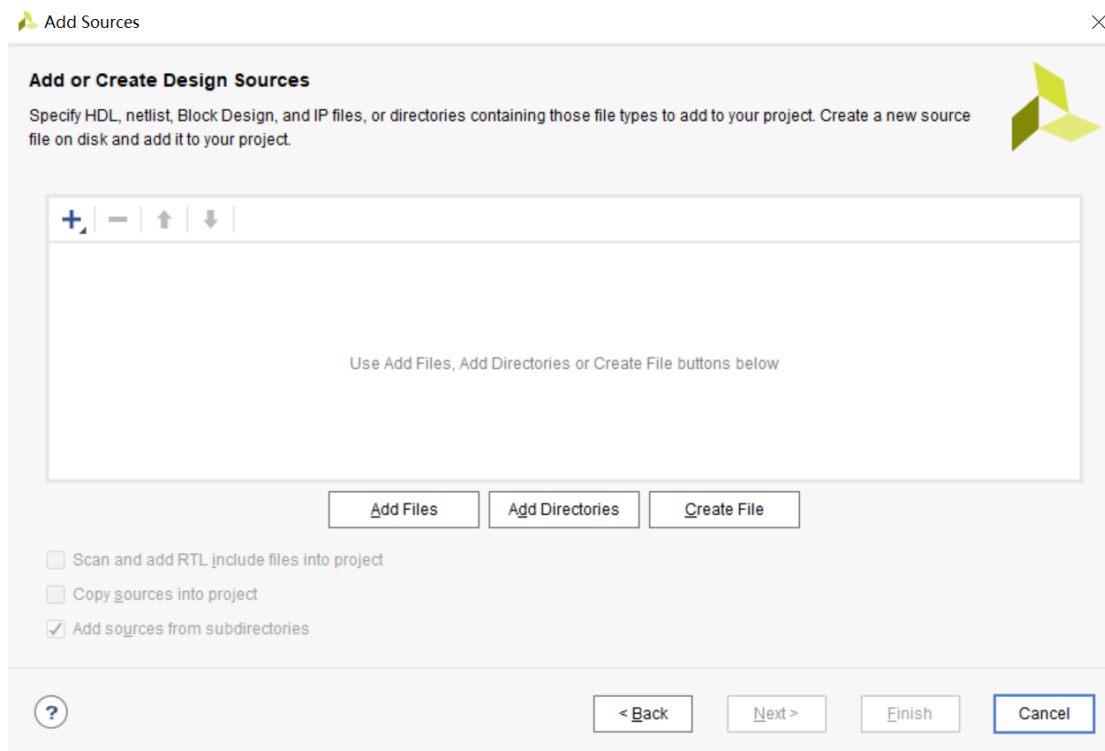 Add Sources
Add or Create Design Sources
Specify HDL, netlist, Block Design, and IP files, or directories containing those file types to add to your project. Create a new source
file on disk and add it to your project.
Use Add Files, Add Directories or Create File buttons below
Add Files
Add Directories
Create File
Scan and add RTL include files into project
Copy sources into project
Add sources from subdirectories
?
< Back
Next >
Finish
Cancel